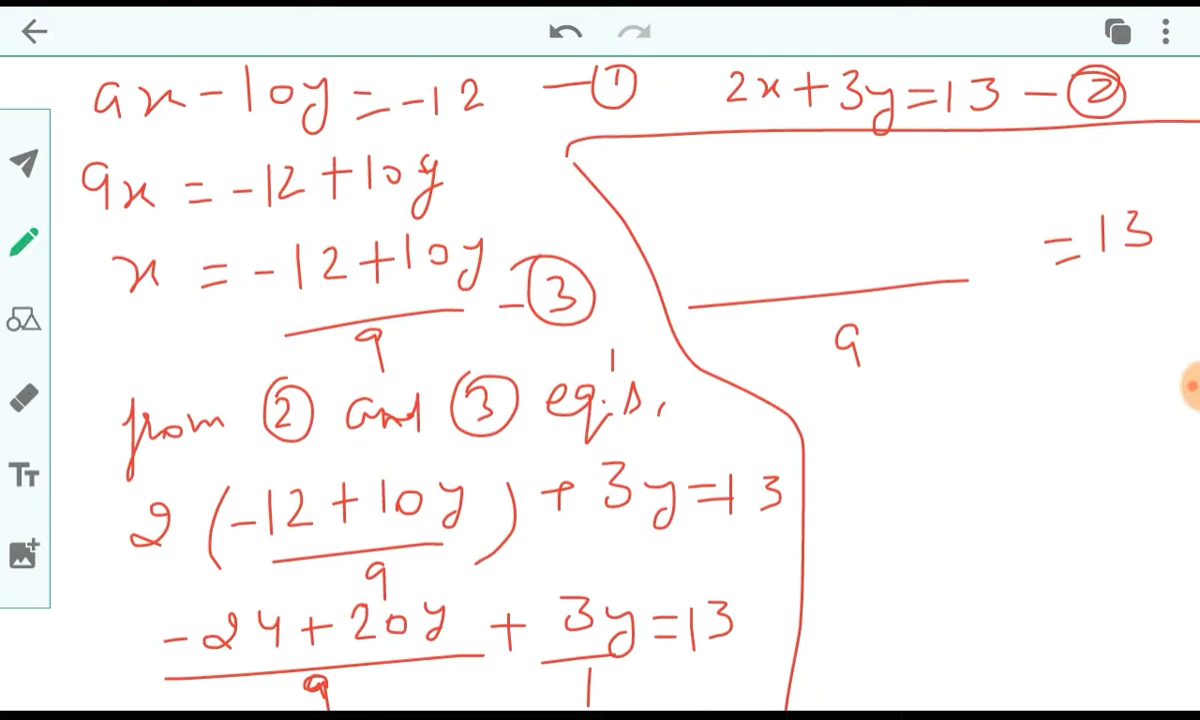 9x - 10y = -12 — ① 2x + 3y = 13 - ②
9x = -12 + 10y
x = -12 + 10y / 9 - ③
from ② and ③ eq's.
2 (-12 + 10y / 9) + 3y = 13
-24 + 20y / 9 + 3y / 1 = 13
/ 9 = 13
TT